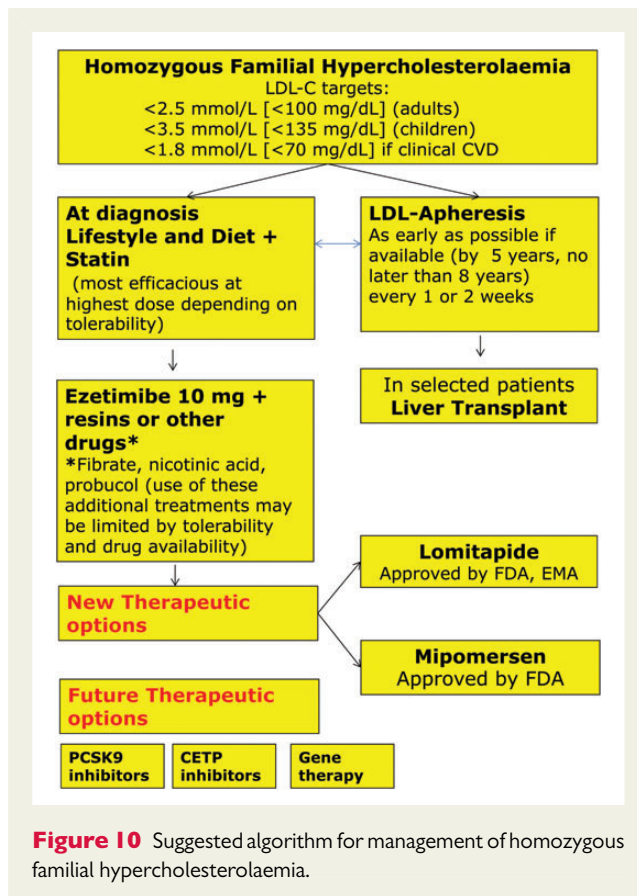 Homozygous Familial Hypercholesterolaemia
LDL-C targets:
<2.5 mmol/L [<100 mg/dL] (adults)
<3.5 mmol/L [<135 mg/dL] (children)
<1.8 mmol/L [<70 mg/dL] if clinical CVD
At diagnosis
Lifestyle and Diet +
Statin
(most efficacious at
highest dose depending on
tolerability)
LDL-Apheresis
As early as possible if
available (by 5 years, no
later than 8 years)
every 1 or 2 weeks
Ezetimibe 10 mg +
resins or other
drugs*
*Fibrate, nicotinic acid,
probucol (use of these
additional treatments may
be limited by tolerability
and drug availability)
In selected patients
Liver Transplant
New Therapeutic
options
Lomitapide
Approved by FDA, EMA
Mipomersen
Approved by FDA
Future Therapeutic
options
PCSK9
inhibitors
CETP
inhibitors
Gene
therapy
Figure 10 Suggested algorithm for management of homozygous
familial hypercholesterolaemia.